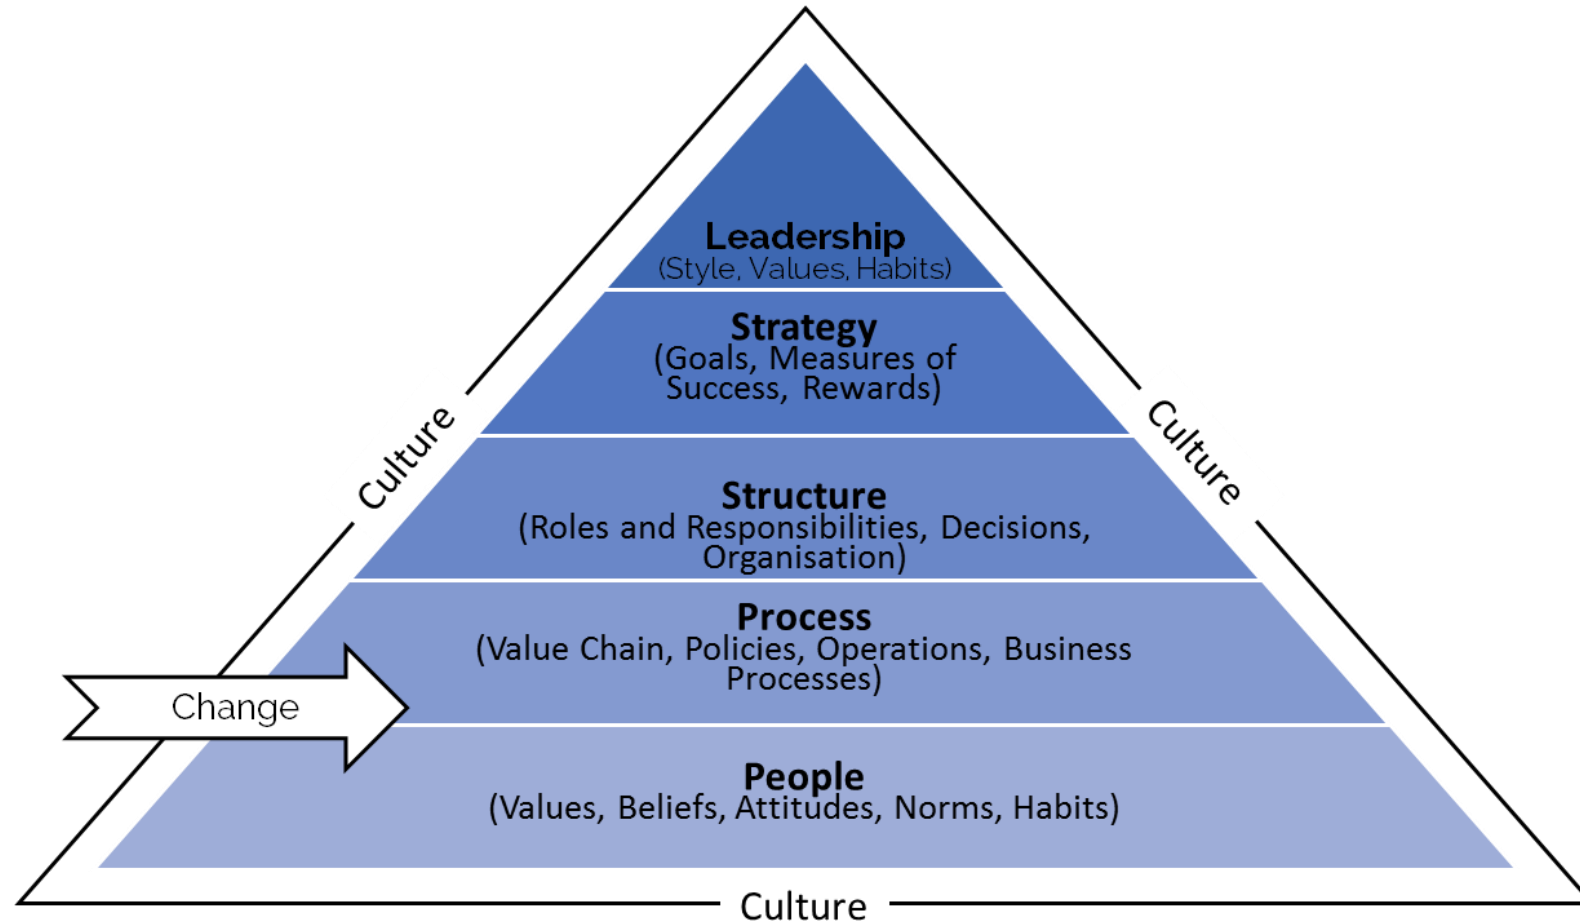 Leadership
(Style, Values, Habits)
Strategy
(Goals, Measures of
Success, Rewards)
Culture
Culture
Structure
(Roles and Responsibilities, Decisions,
Organisation)
Process
(Value Chain, Policies, Operations, Business
Processes)
Change
People
(Values, Beliefs, Attitudes, Norms, Habits)
Culture